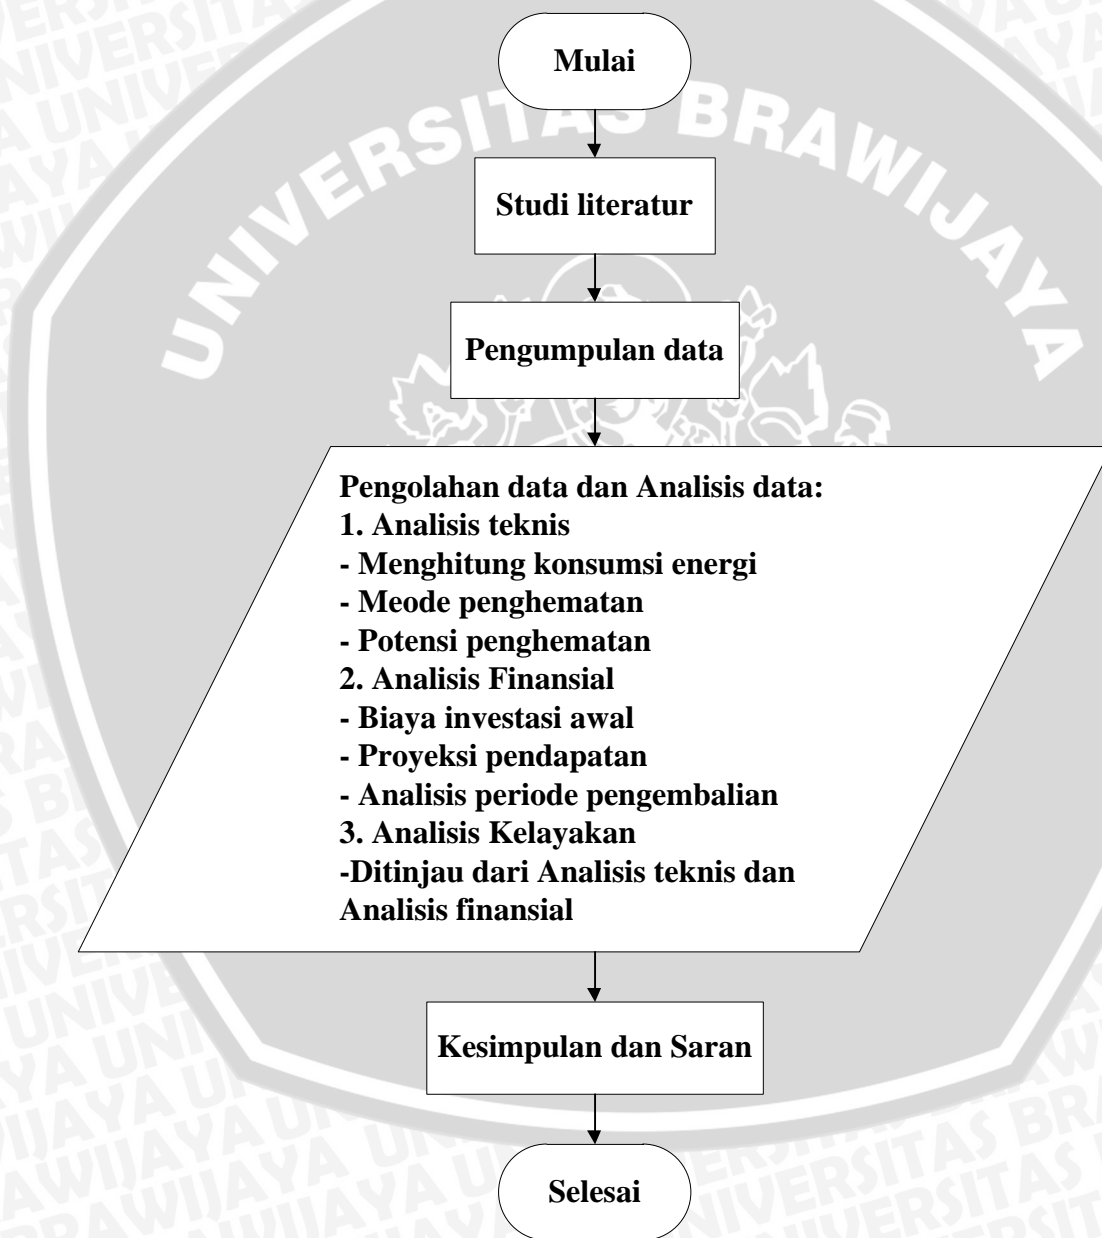 Mulai
UNIVERSITAS BRAWIJAYA
Studi literatur
Pengumpulan data
Pengolahan data dan Analisis data:
1. Analisis teknis
- Menghitung konsumsi energi
- Meode penghematan
- Potensi penghematan
2. Analisis Finansial
- Biaya investasi awal
- Proyeksi pendapatan
- Analisis periode pengembalian
3. Analisis Kelayakan
-Ditinjau dari Analisis teknis dan
Analisis finansial
Kesimpulan dan Saran
Selesai